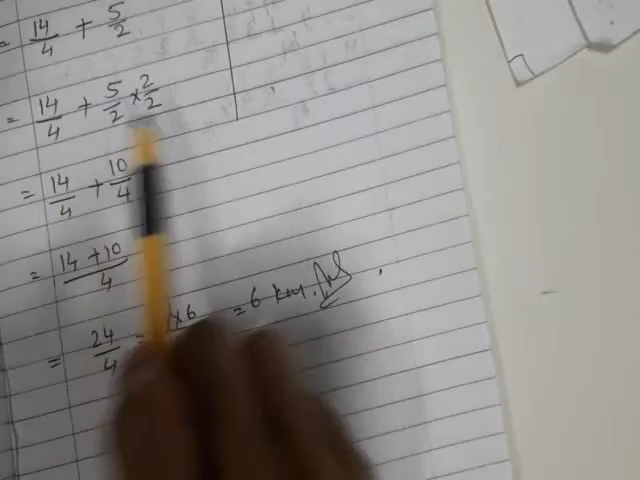 = 14/4 + 5/2
= 14/4 + 5/2 × 2/2
= 14/4 + 10/4
= 14+10/4
= 24/4 = ×6 = 6 km.